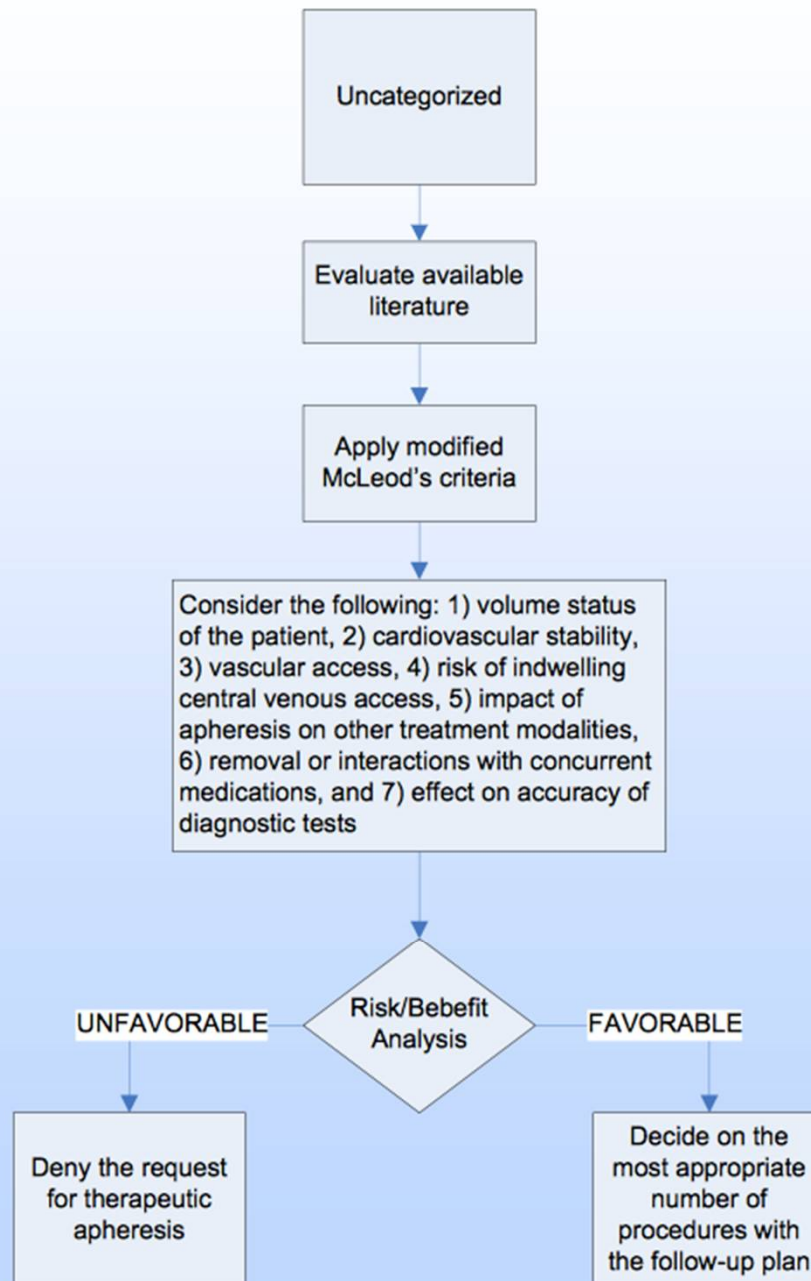 Uncategorized
Evaluate available
literature
Apply modified
McLeod's criteria
Consider the following: 1) volume status
of the patient, 2) cardiovascular stability,
3) vascular access, 4) risk of indwelling
central venous access, 5) impact of
apheresis on other treatment modalities,
6) removal or interactions with concurrent
medications, and 7) effect on accuracy of
diagnostic tests
Risk/Bebefit
Analysis
UNFAVORABLE
FAVORABLE
Deny the request
for therapeutic
apheresis
Decide on the
most appropriate
number of
procedures with
the follow-up plan